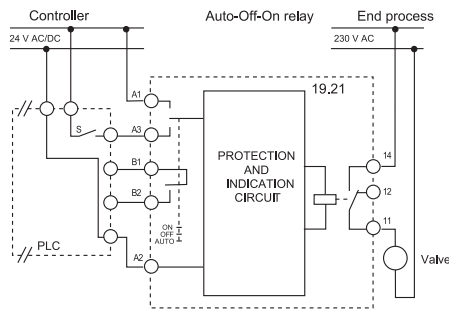 Controller
Auto-Off-On relay
End process
24 V AC/DC
230 V AC
A1
19.21
S
A3
PROTECTION
AND
INDICATION
CIRCUIT
14
B1
12
B2
11
ON
OFF
AUTO
PLC
A2
Valve